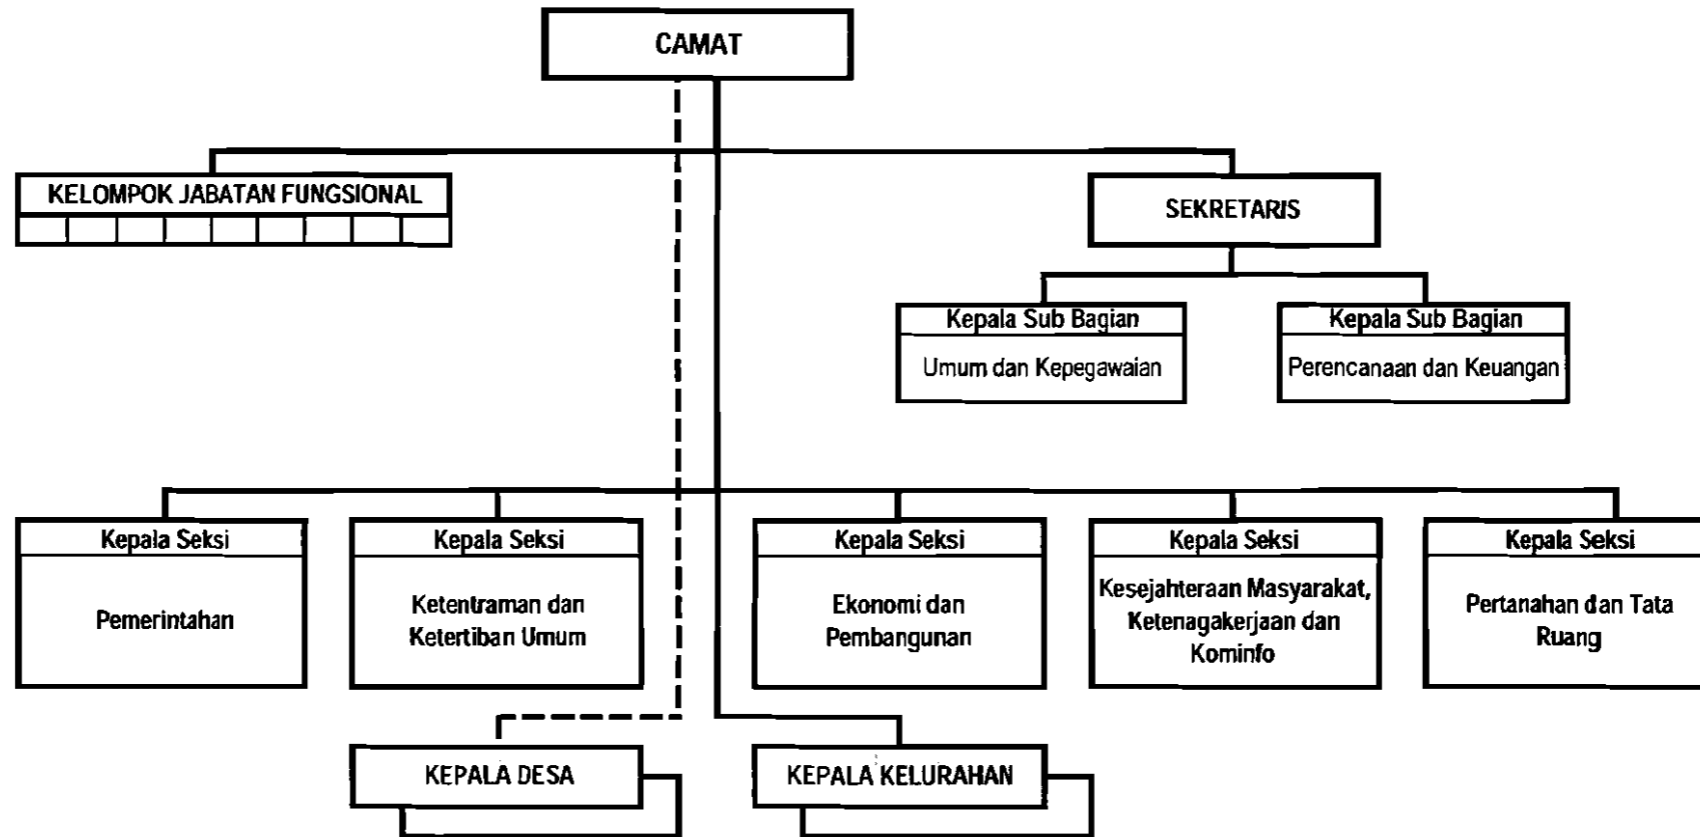 CAMAT
KELOMPOK JABATAN FUNGSIONAL
SEKRETARIS
Kepala Sub Bagian
Umum dan Kepegawaian
Kepala Sub Bagian
Perencanaan dan Keuangan
Kepala Seksi
Pemerintahan
Kepala Seksi
Ketentraman dan
Ketertiban Umum
Kepala Seksi
Ekonomi dan
Pembangunan
Kepala Seksi
Kesejahteraan Masyarakat,
Ketenagakerjaan dan
Kominfo
Kepala Seksi
Pertanahan dan Tata
Ruang
KEPALA DESA
KEPALA KELURAHAN